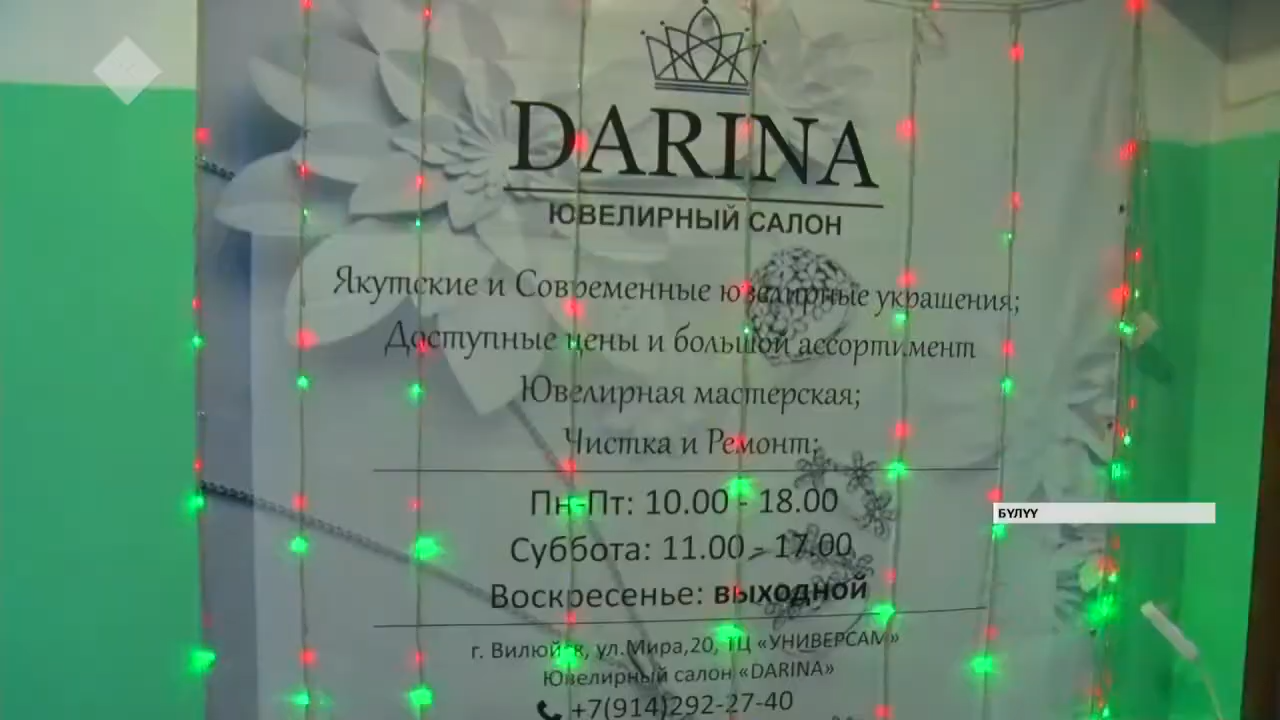 DARINA
ЮВЕЛИРНЫЙ САЛОН
Якутские и Современные ювелирные украшения;
Доступные цены и большой ассортимент
Ювелирная мастерская;
Чистка и Ремонт;
Пн-Пт: 10.00 - 18.00
Суббота: 11.00 - 17.00
Воскресенье: выходной
г. Вилюйск, ул.Мира,20, ТЦ «УНИВЕРСАМ»
Ювелирный салон «DARINA»
+7(914)292-27-40
БҮЛҮҮ